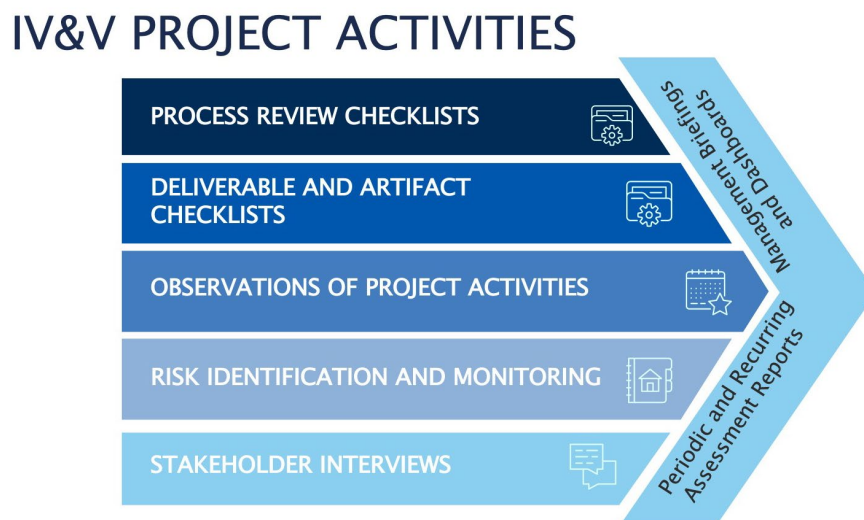 IV&V PROJECT ACTIVITIES
PROCESS REVIEW CHECKLISTS
DELIVERABLE AND ARTIFACT
CHECKLISTS
OBSERVATIONS OF PROJECT ACTIVITIES
RISK IDENTIFICATION AND MONITORING
STAKEHOLDER INTERVIEWS
Management Briefings
and Dashboards
Periodic and Recurring
Assessment Reports